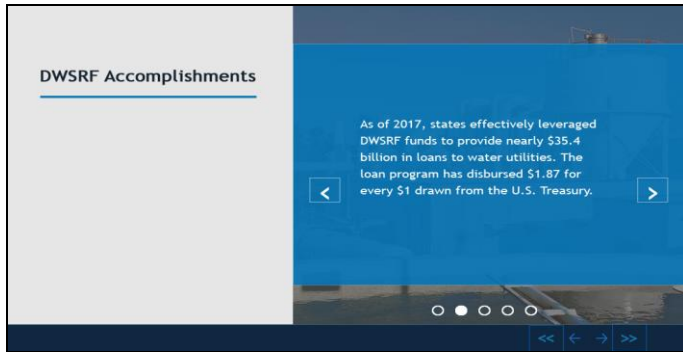 DWSRF Accomplishments
As of 2017, states effectively leveraged
DWSRF funds to provide nearly $35.4
billion in loans to water utilities. The
loan program has disbursed $1.87 for
every $1 drawn from the U.S. Treasury.
< >
<< ← → >>